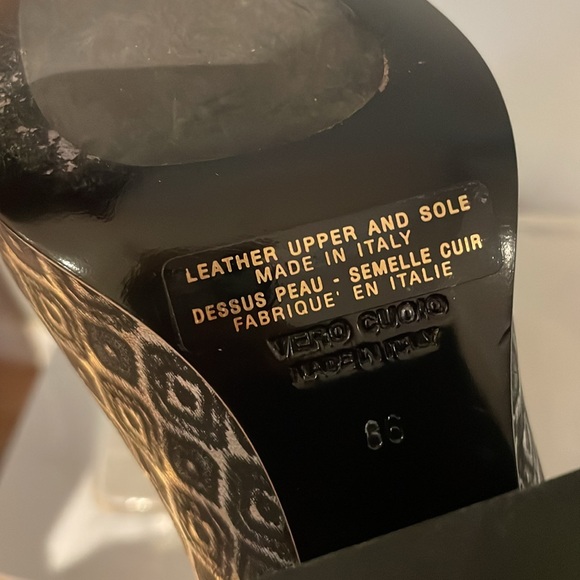 LEATHER UPPER AND SOLE
MADE IN ITALY
DESSUS PEAU - SEMELLE CUIR
FABRIQUE' EN ITALIE
VERO CUOIO
MADE IN ITALY
86